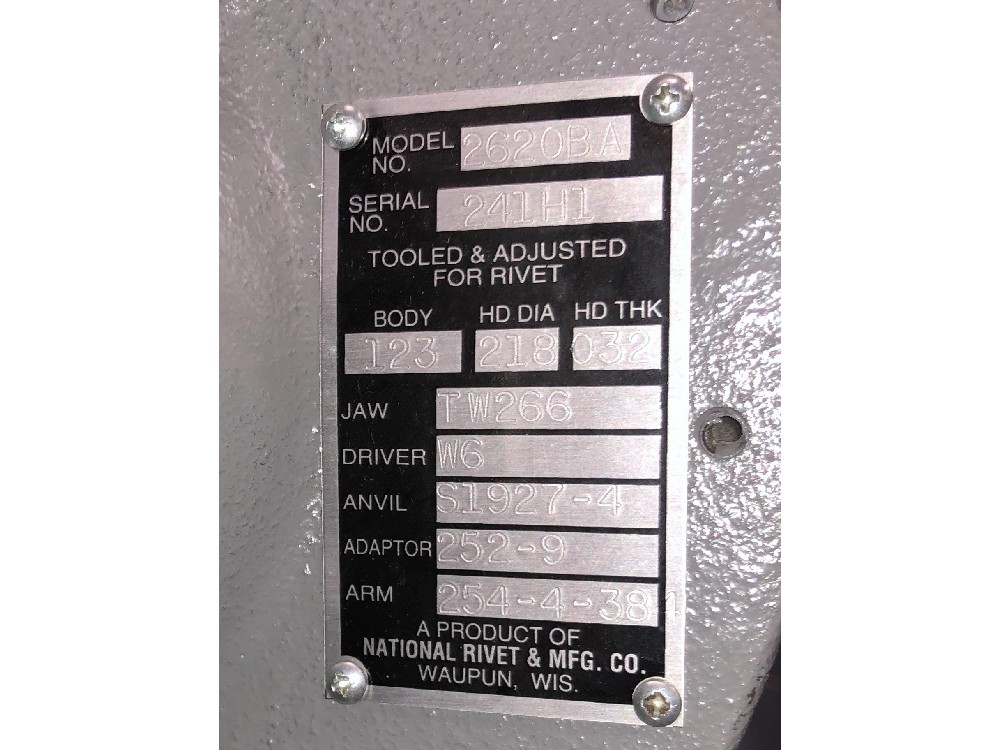 MODEL NO. 2620BA
SERIAL NO. 241H1
TOOLED & ADJUSTED
FOR RIVET
BODY HD DIA HD THK
123 218 032
JAW TW266
DRIVER W6
ANVIL S1927-4
ADAPTOR 252-9
ARM 254-4-384
A PRODUCT OF
NATIONAL RIVET & MFG. CO.
WAUPUN, WIS.